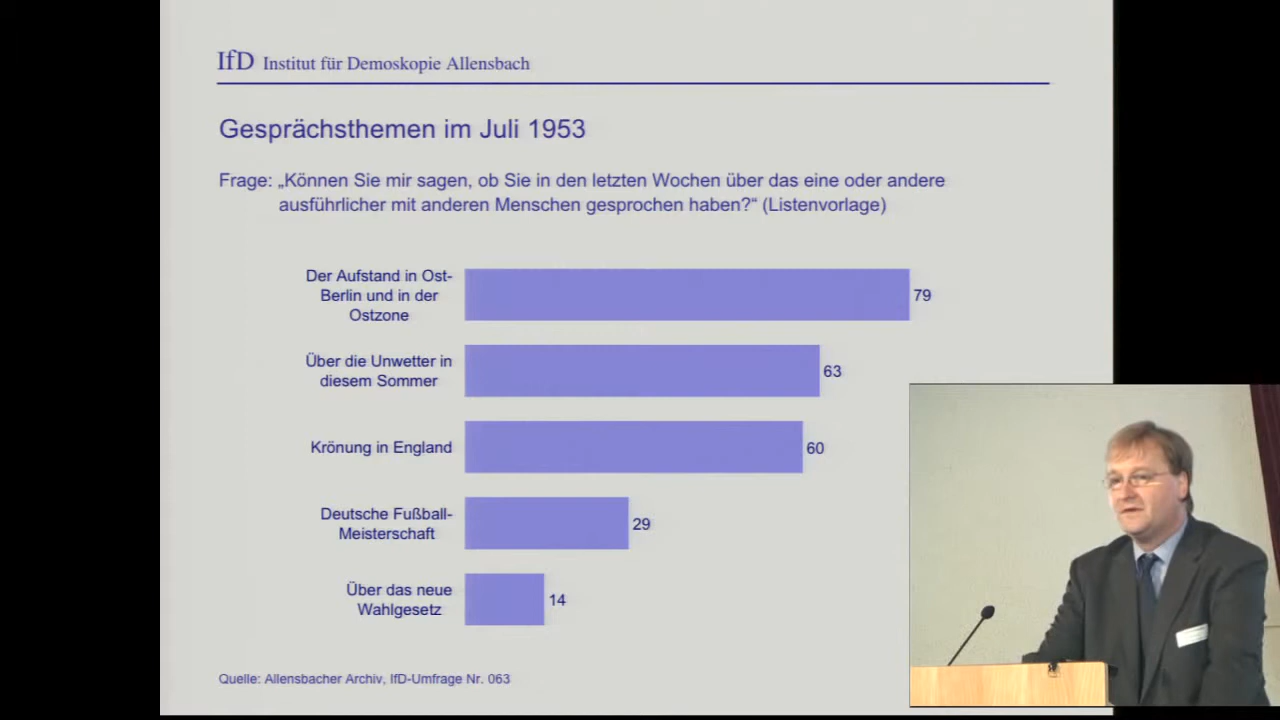 IfD Institut für Demoskopie Allensbach
Gesprächsthemen im Juli 1953
Frage: „Können Sie mir sagen, ob Sie in den letzten Wochen über das eine oder andere
ausführlicher mit anderen Menschen gesprochen haben?“ (Listenvorlage)
Der Aufstand in Ost-
Berlin und in der
Ostzone
79
Über die Unwetter in
diesem Sommer
63
Krönung in England
60
Deutsche Fußball-
Meisterschaft
29
Über das neue
Wahlgesetz
14
Quelle: Allensbacher Archiv, IfD-Umfrage Nr. 063